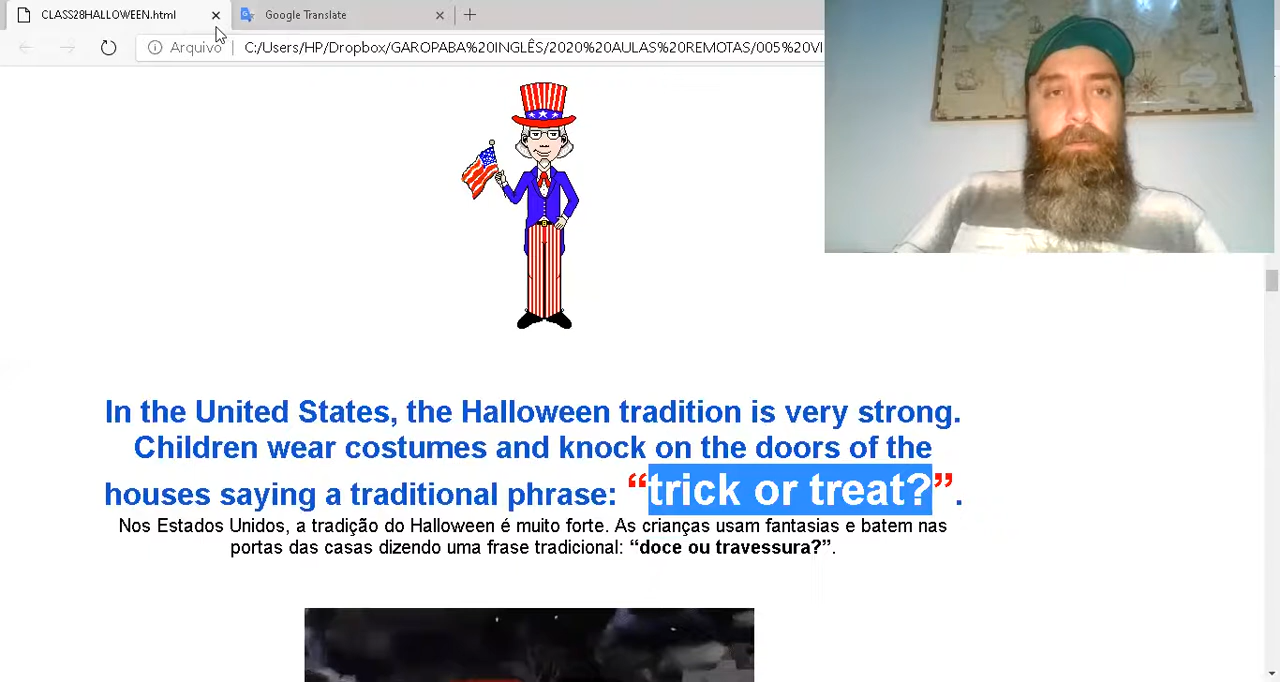 CLASS28HALLOWEEN.html
Google Translate
Arquivo
C:/Users/HP/Dropbox/GAROPABA%20INGLÊS/2020%20AULAS%20REMOTAS/005%20VI
In the United States, the Halloween tradition is very strong.
Children wear costumes and knock on the doors of the
houses saying a traditional phrase: “trick or treat?”.
Nos Estados Unidos, a tradição do Halloween é muito forte. As crianças usam fantasias e batem nas
portas das casas dizendo uma frase tradicional: “doce ou travessura?”.